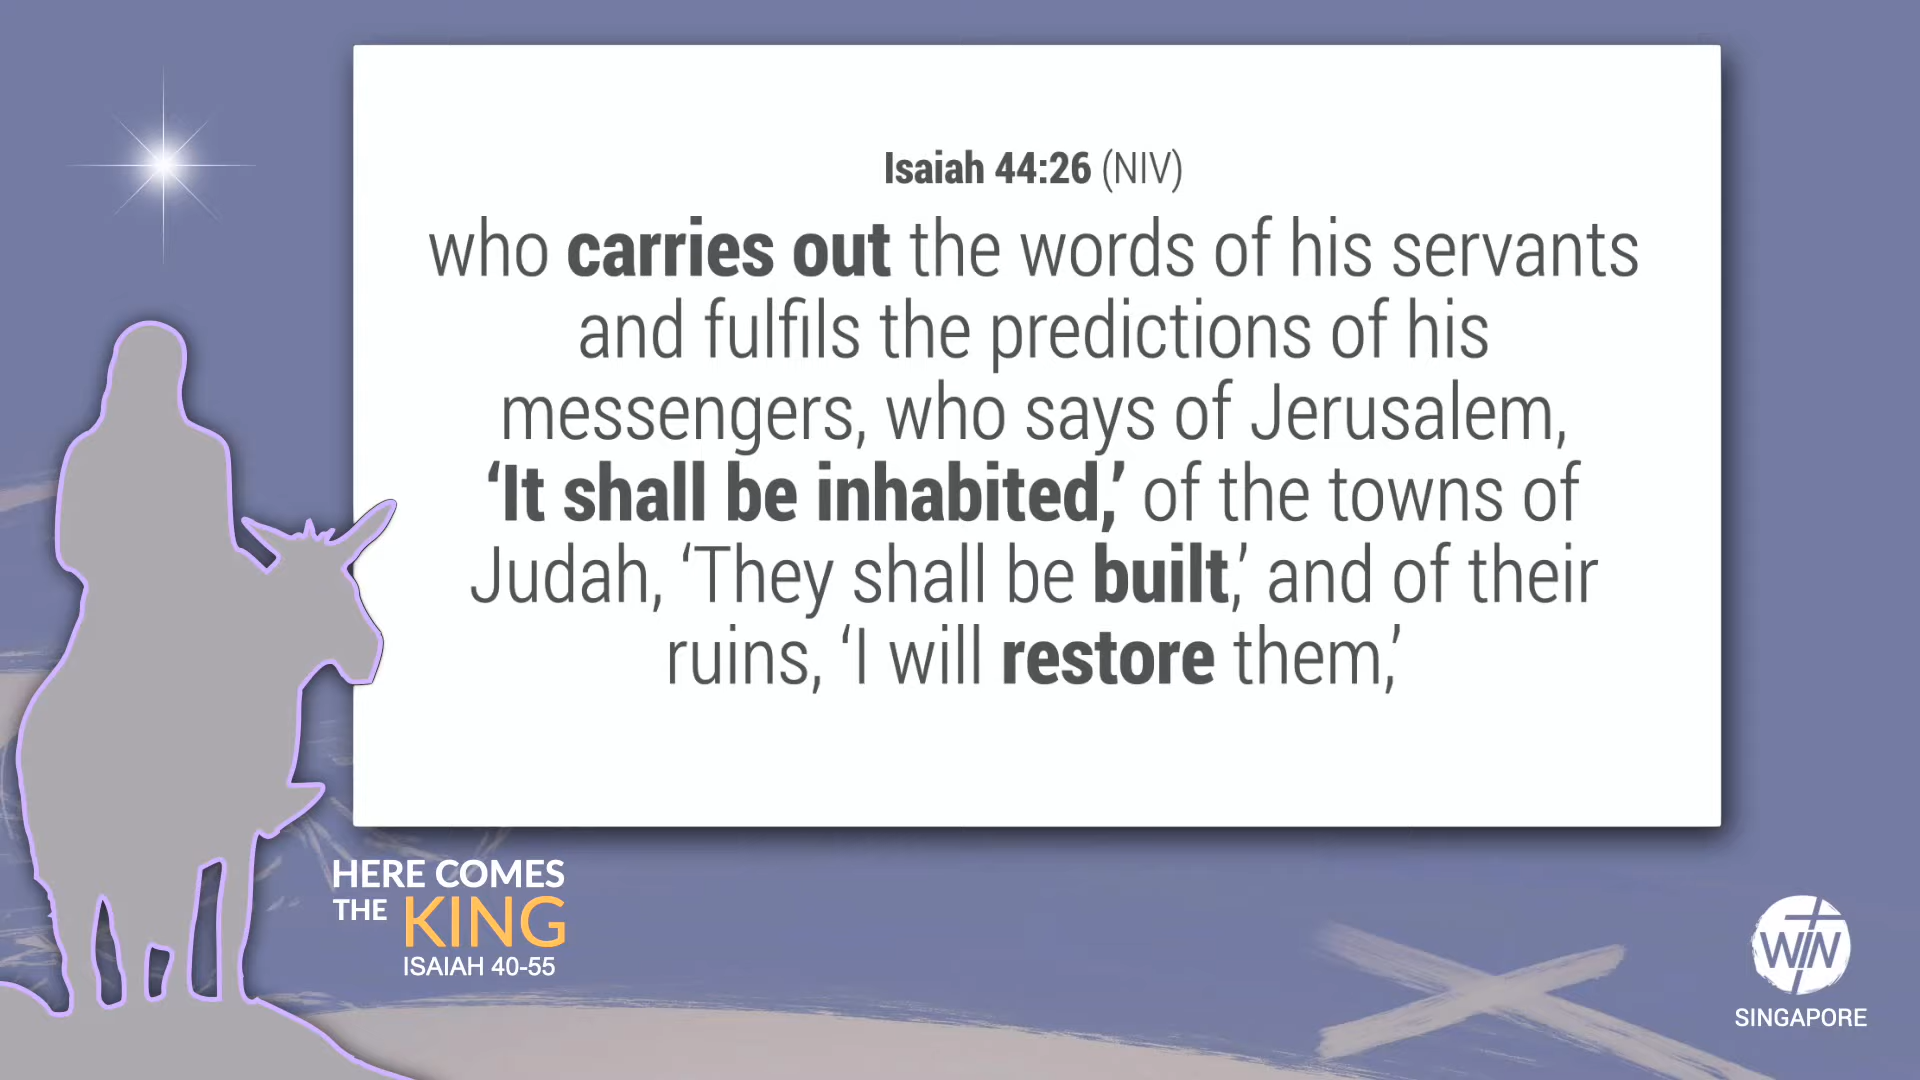 Isaiah 44:26 (NIV)
who carries out the words of his servants
and fulfils the predictions of his
messengers, who says of Jerusalem,
‘It shall be inhabited,’ of the towns of
Judah, ‘They shall be built,’ and of their
ruins, ‘I will restore them,’
HERE COMES
THE KING
ISAIAH 40-55
WIN
SINGAPORE